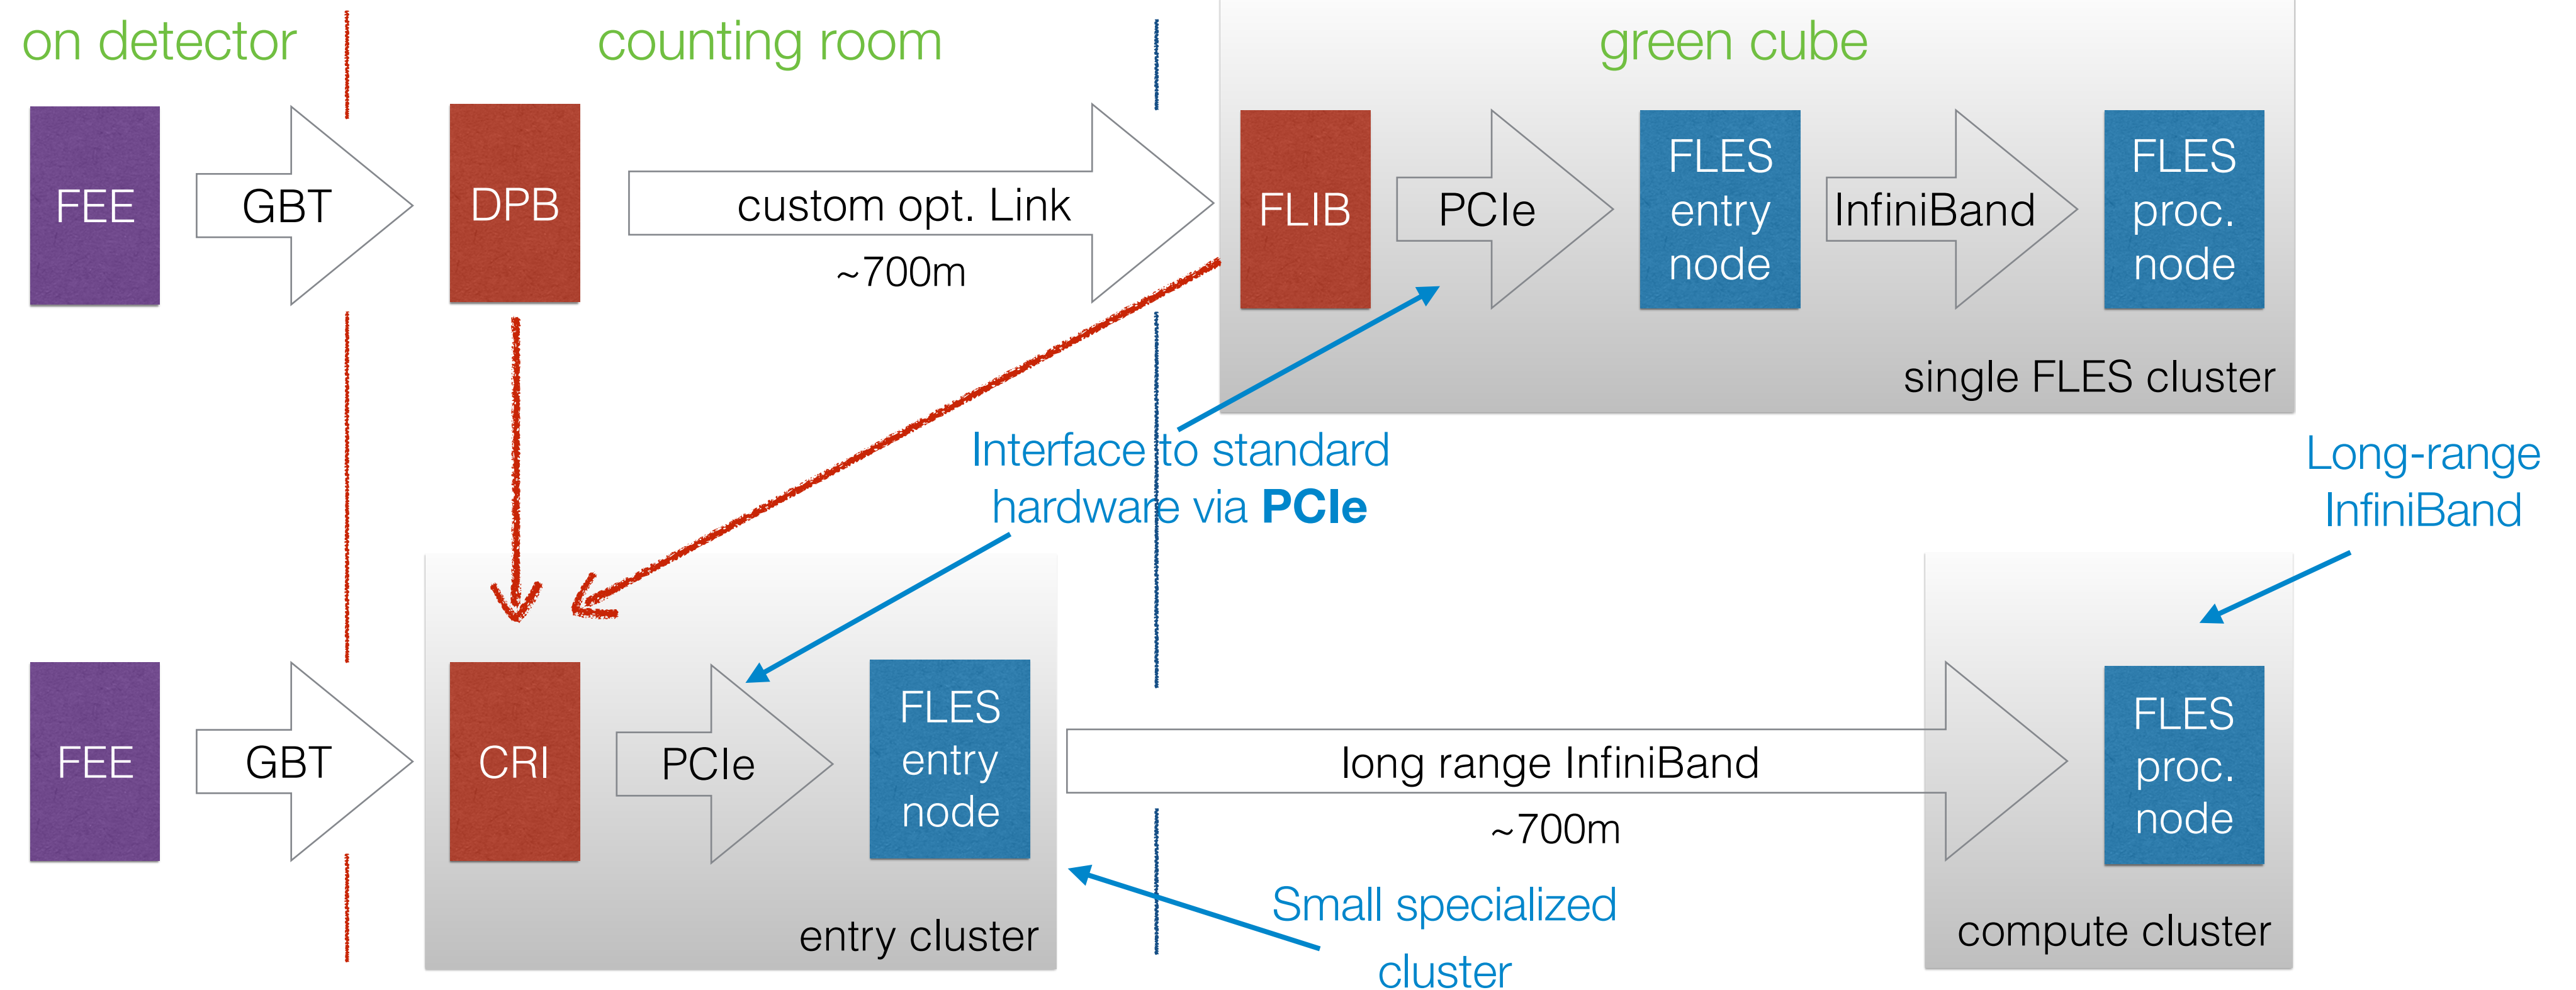 on detector
counting room
green cube
FEE
GBT
DPB
custom opt. Link
~700m
FLIB
PCIe
FLES
entry
node
InfiniBand
FLES
proc.
node
single FLES cluster
Interface to standard
hardware via PCIe
Long-range
InfiniBand
FEE
GBT
CRI
PCIe
FLES
entry
node
entry cluster
long range InfiniBand
~700m
Small specialized
cluster
FLES
proc.
node
compute cluster